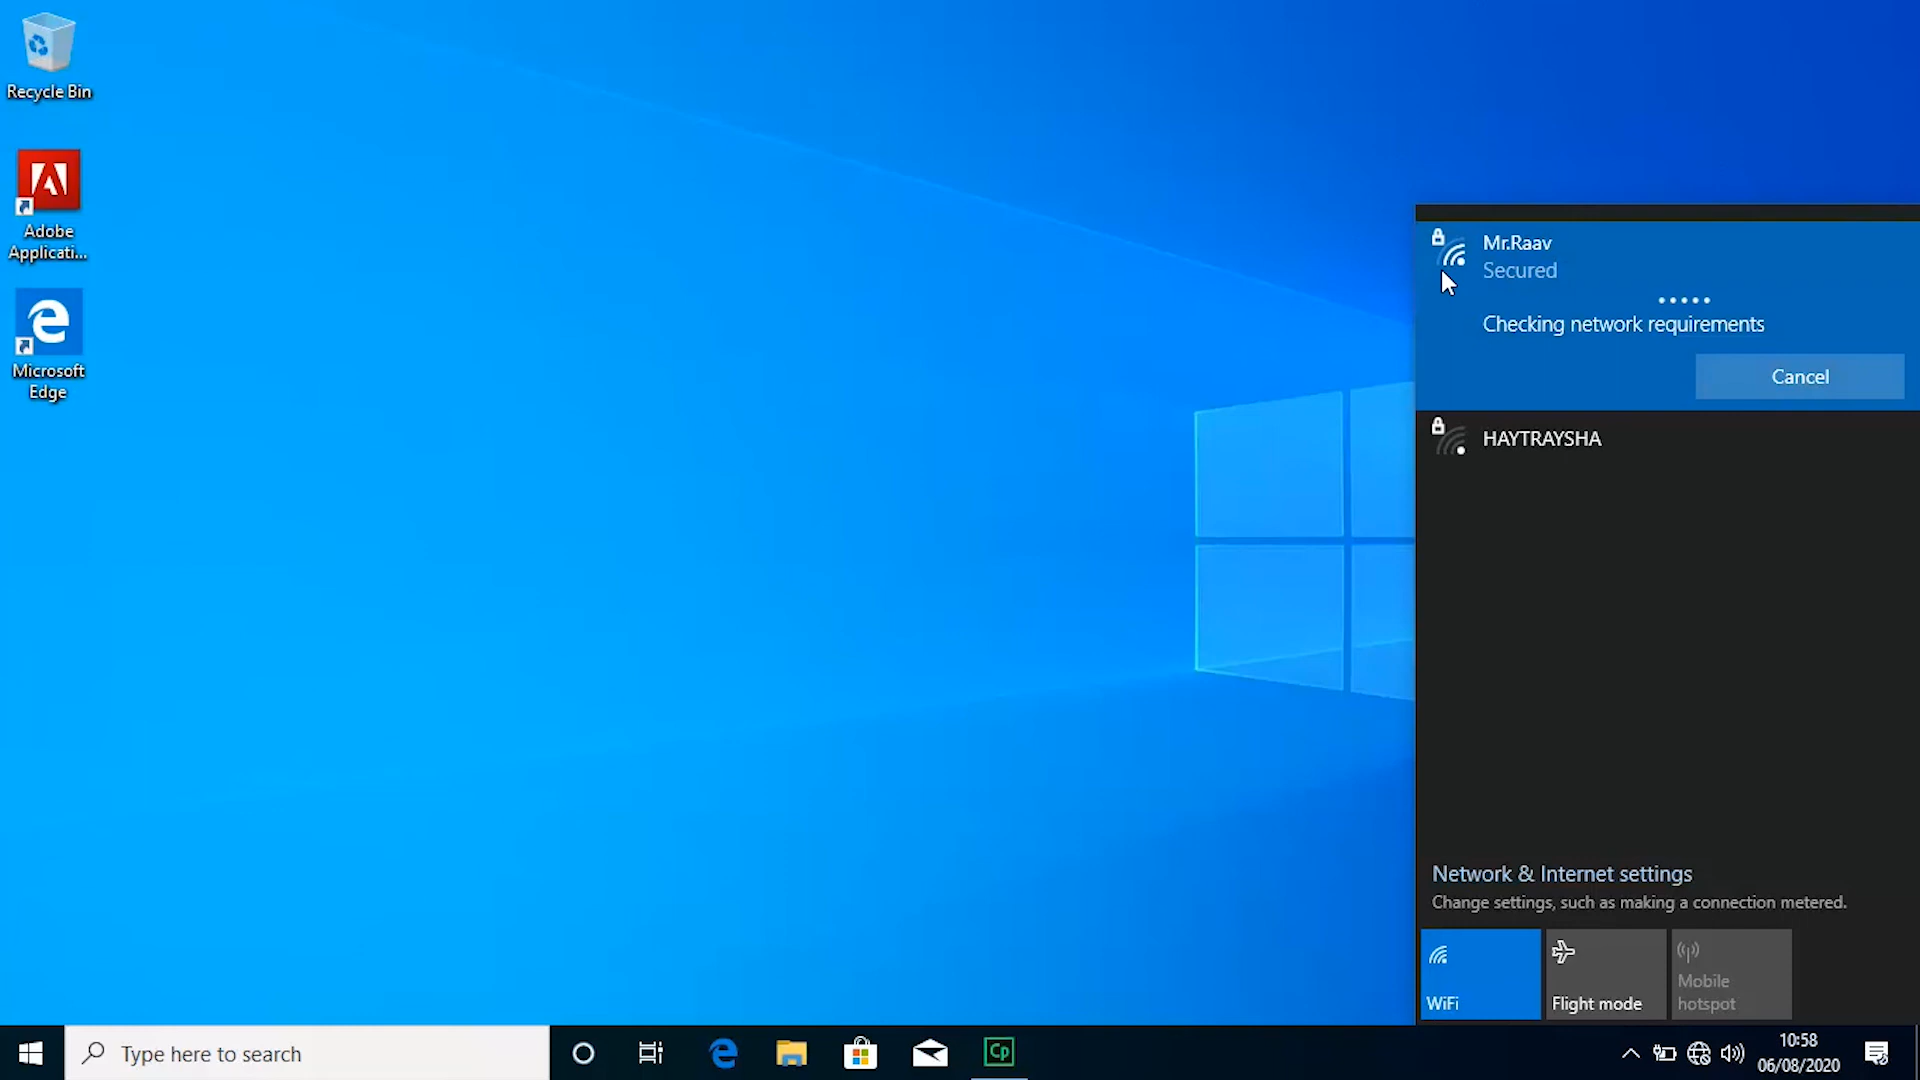 Recycle Bin
Adobe
Applicati...
Microsoft
Edge
Mr.Raav
Secured
Checking network requirements
Cancel
HAYTRAYSHA
Network & Internet settings
Change settings, such as making a connection metered.
WiFi
Flight mode
Mobile
hotspot
Type here to search
Cp
10:58
06/08/2020